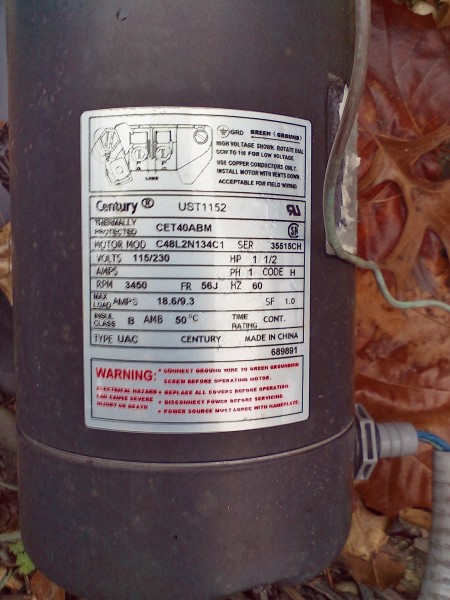 GRD GREEN (GROUND)
HIGH VOLTAGE SHOWN. ROTATE DIAL
CCW TO 115 FOR LOW VOLTAGE.
USE COPPER CONDUCTORS ONLY.
INSTALL MOTOR WITH VENTS DOWN.
ACCEPTABLE FOR FIELD WIRING
LINE
Century ® UST1152
THERMALLY PROTECTED CET40ABM
MOTOR MOD C48L2N134C1 SER 35515CH
VOLTS 115/230 HP 1 1/2
AMPS PH 1 CODE H
RPM 3450 FR 56J HZ 60
MAX LOAD AMPS 18.6/9.3 SF 1.0
INSUL CLASS B AMB 50 °C TIME RATING CONT.
TYPE UAC CENTURY MADE IN CHINA
689891
WARNING: • CONNECT GROUND WIRE TO GREEN GROUNDING
SCREW BEFORE OPERATING MOTOR.
ELECTRICAL HAZARD • REPLACE ALL COVERS BEFORE OPERATION.
CAN CAUSE SEVERE • DISCONNECT POWER BEFORE SERVICING.
INJURY OR DEATH • POWER SOURCE MUST AGREE WITH NAMEPLATE.